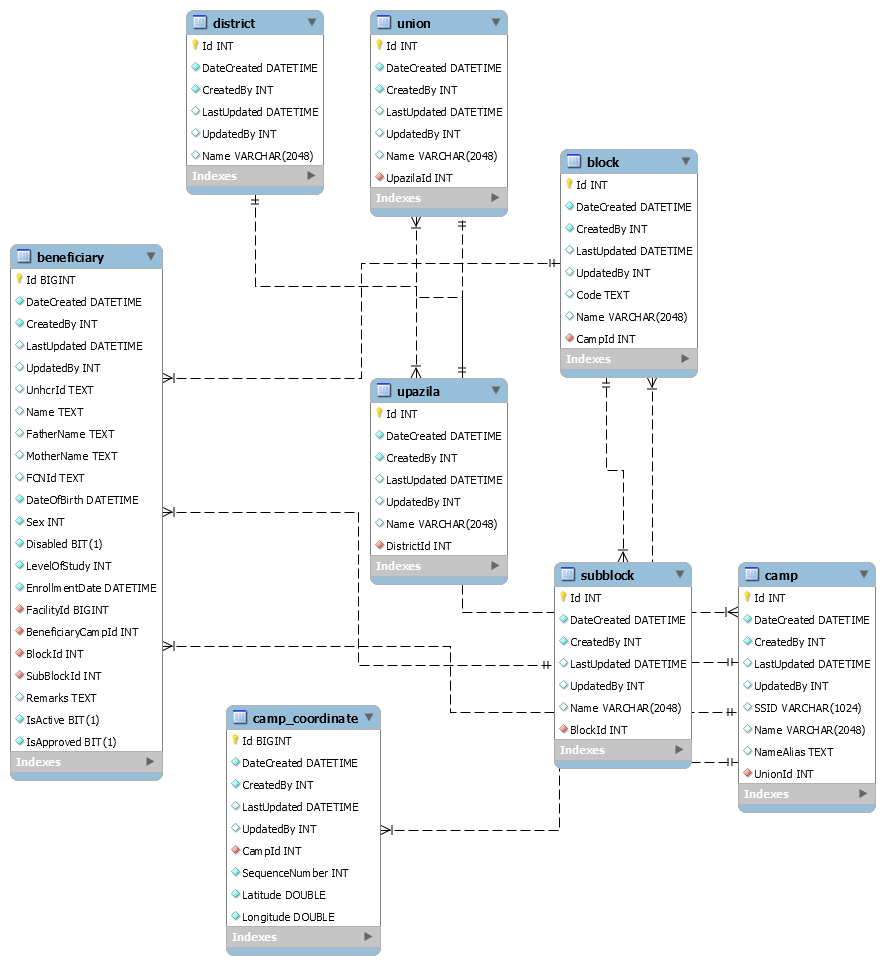 district
Id INT
DateCreated DATETIME
CreatedBy INT
LastUpdated DATETIME
UpdatedBy INT
Name VARCHAR(2048)
Indexes
union
Id INT
DateCreated DATETIME
CreatedBy INT
LastUpdated DATETIME
UpdatedBy INT
Name VARCHAR(2048)
UpazilaId INT
Indexes
block
Id INT
DateCreated DATETIME
CreatedBy INT
LastUpdated DATETIME
UpdatedBy INT
Code TEXT
Name VARCHAR(2048)
CampId INT
Indexes
beneficiary
Id BIGINT
DateCreated DATETIME
CreatedBy INT
LastUpdated DATETIME
UpdatedBy INT
UnhcrId TEXT
Name TEXT
FatherName TEXT
MotherName TEXT
FCNId TEXT
DateOfBirth DATETIME
Sex INT
Disabled BIT(1)
LevelOfStudy INT
EnrollmentDate DATETIME
FacilityId BIGINT
BeneficiaryCampId INT
BlockId INT
SubBlockId INT
Remarks TEXT
IsActive BIT(1)
IsApproved BIT(1)
Indexes
upazila
Id INT
DateCreated DATETIME
CreatedBy INT
LastUpdated DATETIME
UpdatedBy INT
Name VARCHAR(2048)
DistrictId INT
Indexes
subblock
Id INT
DateCreated DATETIME
CreatedBy INT
LastUpdated DATETIME
UpdatedBy INT
Name VARCHAR(2048)
BlockId INT
Indexes
camp
Id INT
DateCreated DATETIME
CreatedBy INT
LastUpdated DATETIME
UpdatedBy INT
SSID VARCHAR(1024)
Name VARCHAR(2048)
NameAlias TEXT
UnionId INT
Indexes
camp_coordinate
Id BIGINT
DateCreated DATETIME
CreatedBy INT
LastUpdated DATETIME
UpdatedBy INT
CampId INT
SequenceNumber INT
Latitude DOUBLE
Longitude DOUBLE
Indexes